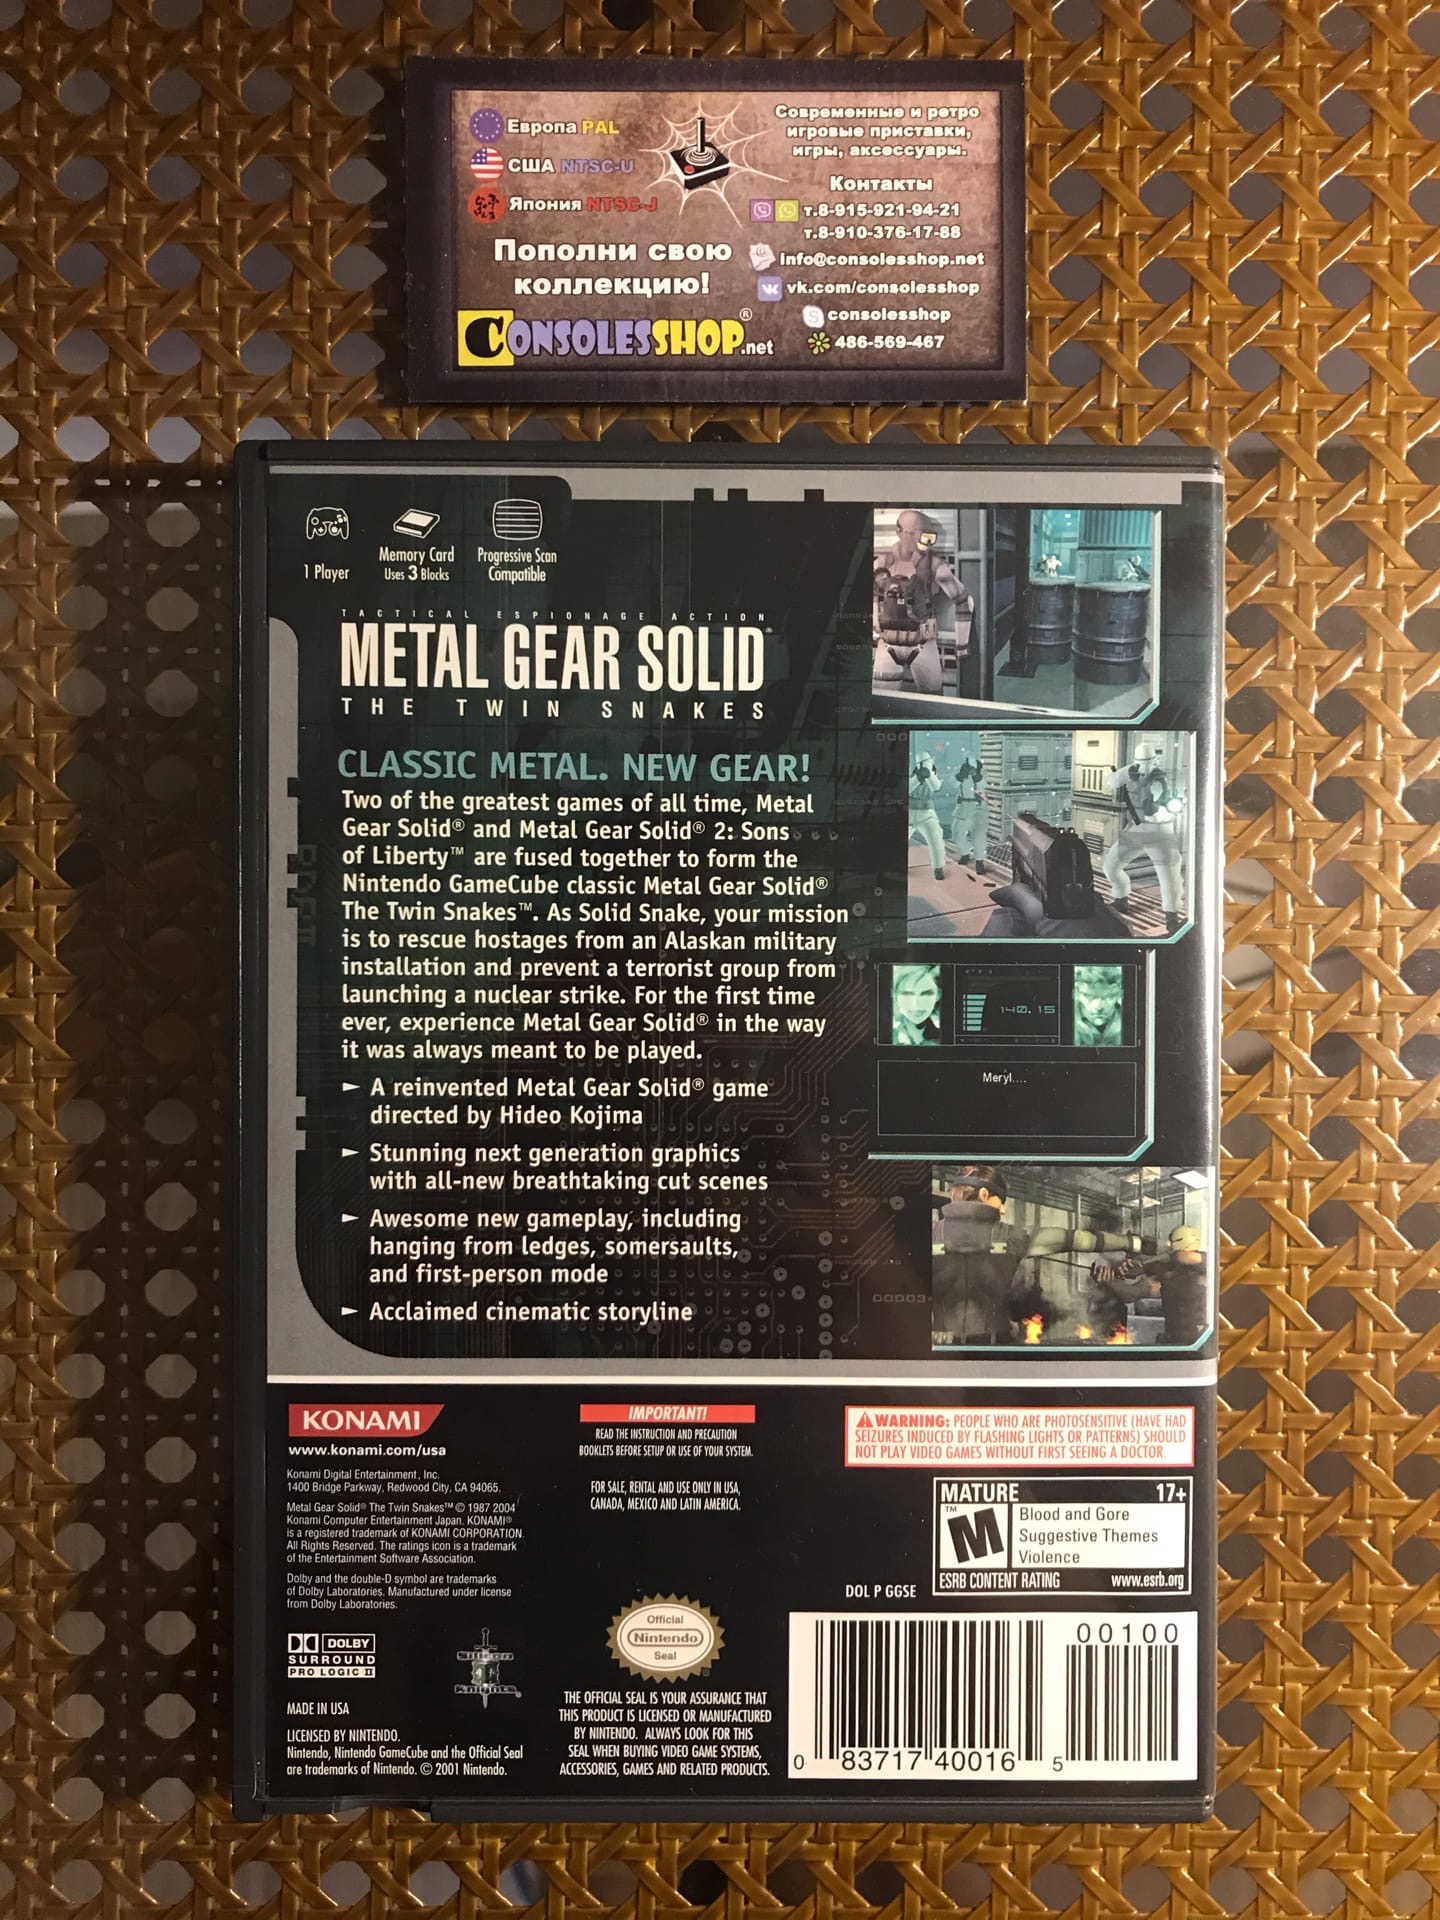 Европа PAL
США NTSC-U
Япония NTSC-J
Пополни свою
коллекцию!
CONSOLESSHOP.net
®
Современные и ретро
игровые приставки,
игры, аксессуары.
Контакты
т.8-915-921-94-21
т.8-910-376-17-88
info@consolesshop.net
vk.com/consolesshop
consolesshop
486-569-467
1 Player
Memory Card
Uses 3 Blocks
Progressive Scan
Compatible
TACTICAL ESPIONAGE ACTION
METAL GEAR SOLID®
THE TWIN SNAKES
CLASSIC METAL. NEW GEAR!
Two of the greatest games of all time, Metal
Gear Solid® and Metal Gear Solid® 2: Sons
of Liberty™ are fused together to form the
Nintendo GameCube classic Metal Gear Solid®
The Twin Snakes™. As Solid Snake, your mission
is to rescue hostages from an Alaskan military
installation and prevent a terrorist group from
launching a nuclear strike. For the first time
ever, experience Metal Gear Solid® in the way
it was always meant to be played.
► A reinvented Metal Gear Solid® game
directed by Hideo Kojima
► Stunning next generation graphics
with all-new breathtaking cut scenes
► Awesome new gameplay, including
hanging from ledges, somersaults,
and first-person mode
► Acclaimed cinematic storyline
140.15
Meryl....
KONAMI
www.konami.com/usa
Konami Digital Entertainment, Inc.
1400 Bridge Parkway, Redwood City, CA 94065.
Metal Gear Solid® The Twin Snakes™ © 1987 2004
Konami Computer Entertainment Japan. KONAMI®
is a registered trademark of KONAMI CORPORATION.
All Rights Reserved. The ratings icon is a trademark
of the Entertainment Software Association.
Dolby and the double-D symbol are trademarks
of Dolby Laboratories. Manufactured under license
from Dolby Laboratories.
DOLBY
SURROUND
PRO LOGIC II
Silicon
Knights
MADE IN USA
LICENSED BY NINTENDO.
Nintendo, Nintendo GameCube and the Official Seal
are trademarks of Nintendo. © 2001 Nintendo.
IMPORTANT!
READ THE INSTRUCTION AND PRECAUTION
BOOKLETS BEFORE SETUP OR USE OF YOUR SYSTEM.
FOR SALE, RENTAL AND USE ONLY IN USA,
CANADA, MEXICO AND LATIN AMERICA.
Official
Nintendo
Seal
THE OFFICIAL SEAL IS YOUR ASSURANCE THAT
THIS PRODUCT IS LICENSED OR MANUFACTURED
BY NINTENDO. ALWAYS LOOK FOR THIS
SEAL WHEN BUYING VIDEO GAME SYSTEMS,
ACCESSORIES, GAMES AND RELATED PRODUCTS.
WARNING: PEOPLE WHO ARE PHOTOSENSITIVE (HAVE HAD
SEIZURES INDUCED BY FLASHING LIGHTS OR PATTERNS) SHOULD
NOT PLAY VIDEO GAMES WITHOUT FIRST SEEING A DOCTOR.
MATURE 17+
M™
Blood and Gore
Suggestive Themes
Violence
ESRB CONTENT RATING www.esrb.org
DOL P GGSE
00100
0 83717 40016 5